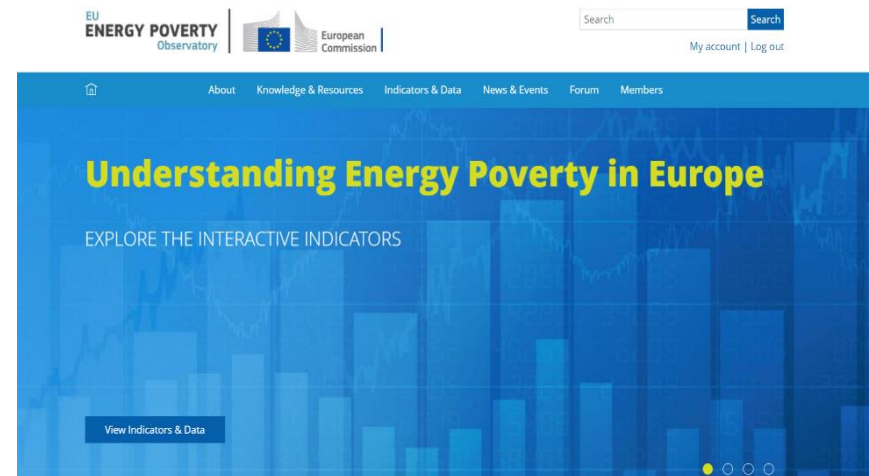 EU
ENERGY POVERTY
Observatory
European
Commission
Search Search
My account | Log out
About Knowledge & Resources Indicators & Data News & Events Forum Members
Understanding Energy Poverty in Europe
EXPLORE THE INTERACTIVE INDICATORS
View Indicators & Data